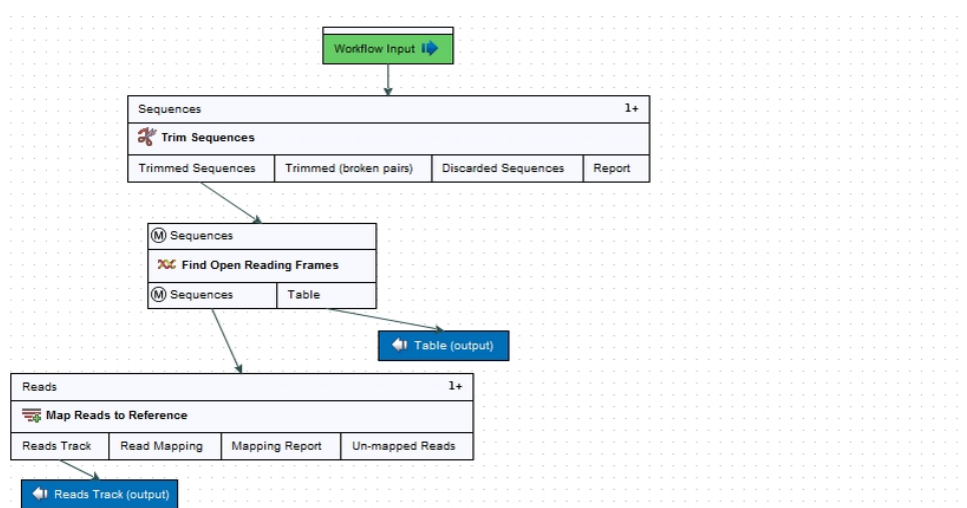 Workflow Input
Sequences 1+
Trim Sequences
Trimmed Sequences Trimmed (broken pairs) Discarded Sequences Report
M Sequences
Find Open Reading Frames
M Sequences Table
Table (output)
Reads 1+
Map Reads to Reference
Reads Track Read Mapping Mapping Report Un-mapped Reads
Reads Track (output)